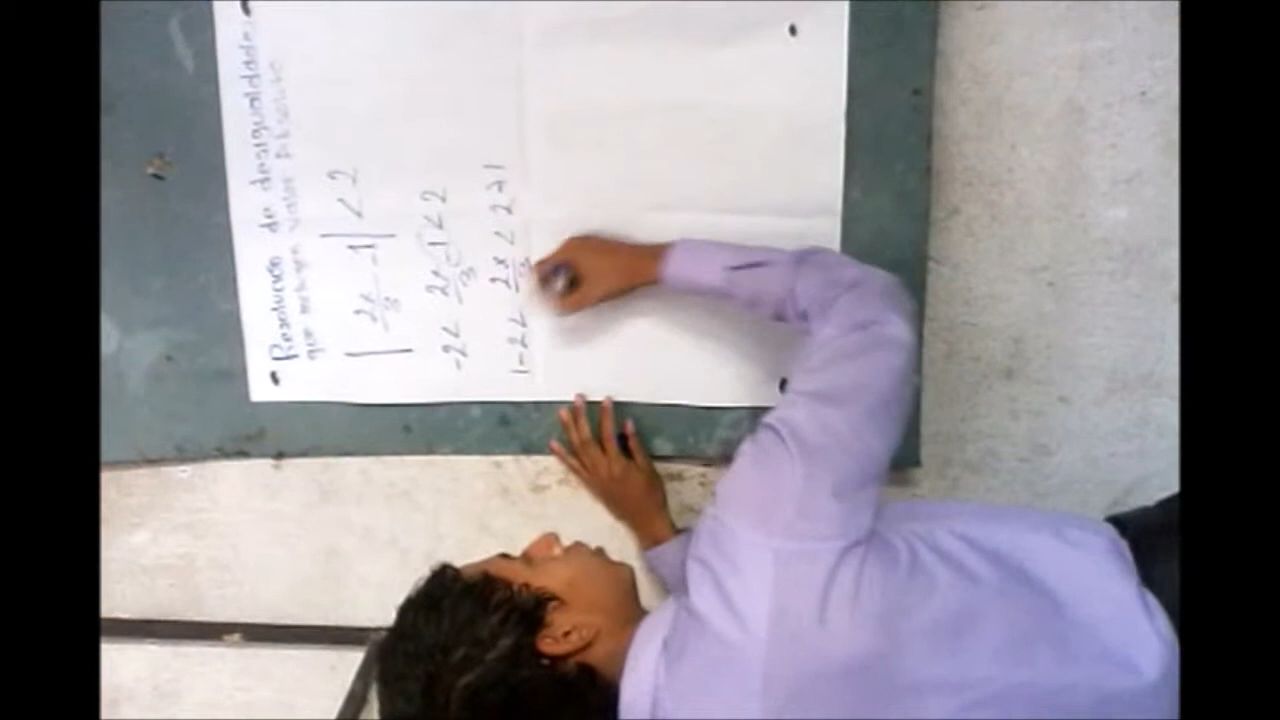 Resolución de desigualdades
que incluyen valor Absoluto
| 2x/3 - 1 | < 2
-2 < 2x/3 - 1 < 2
1-2 < 2x/3 < 2+1